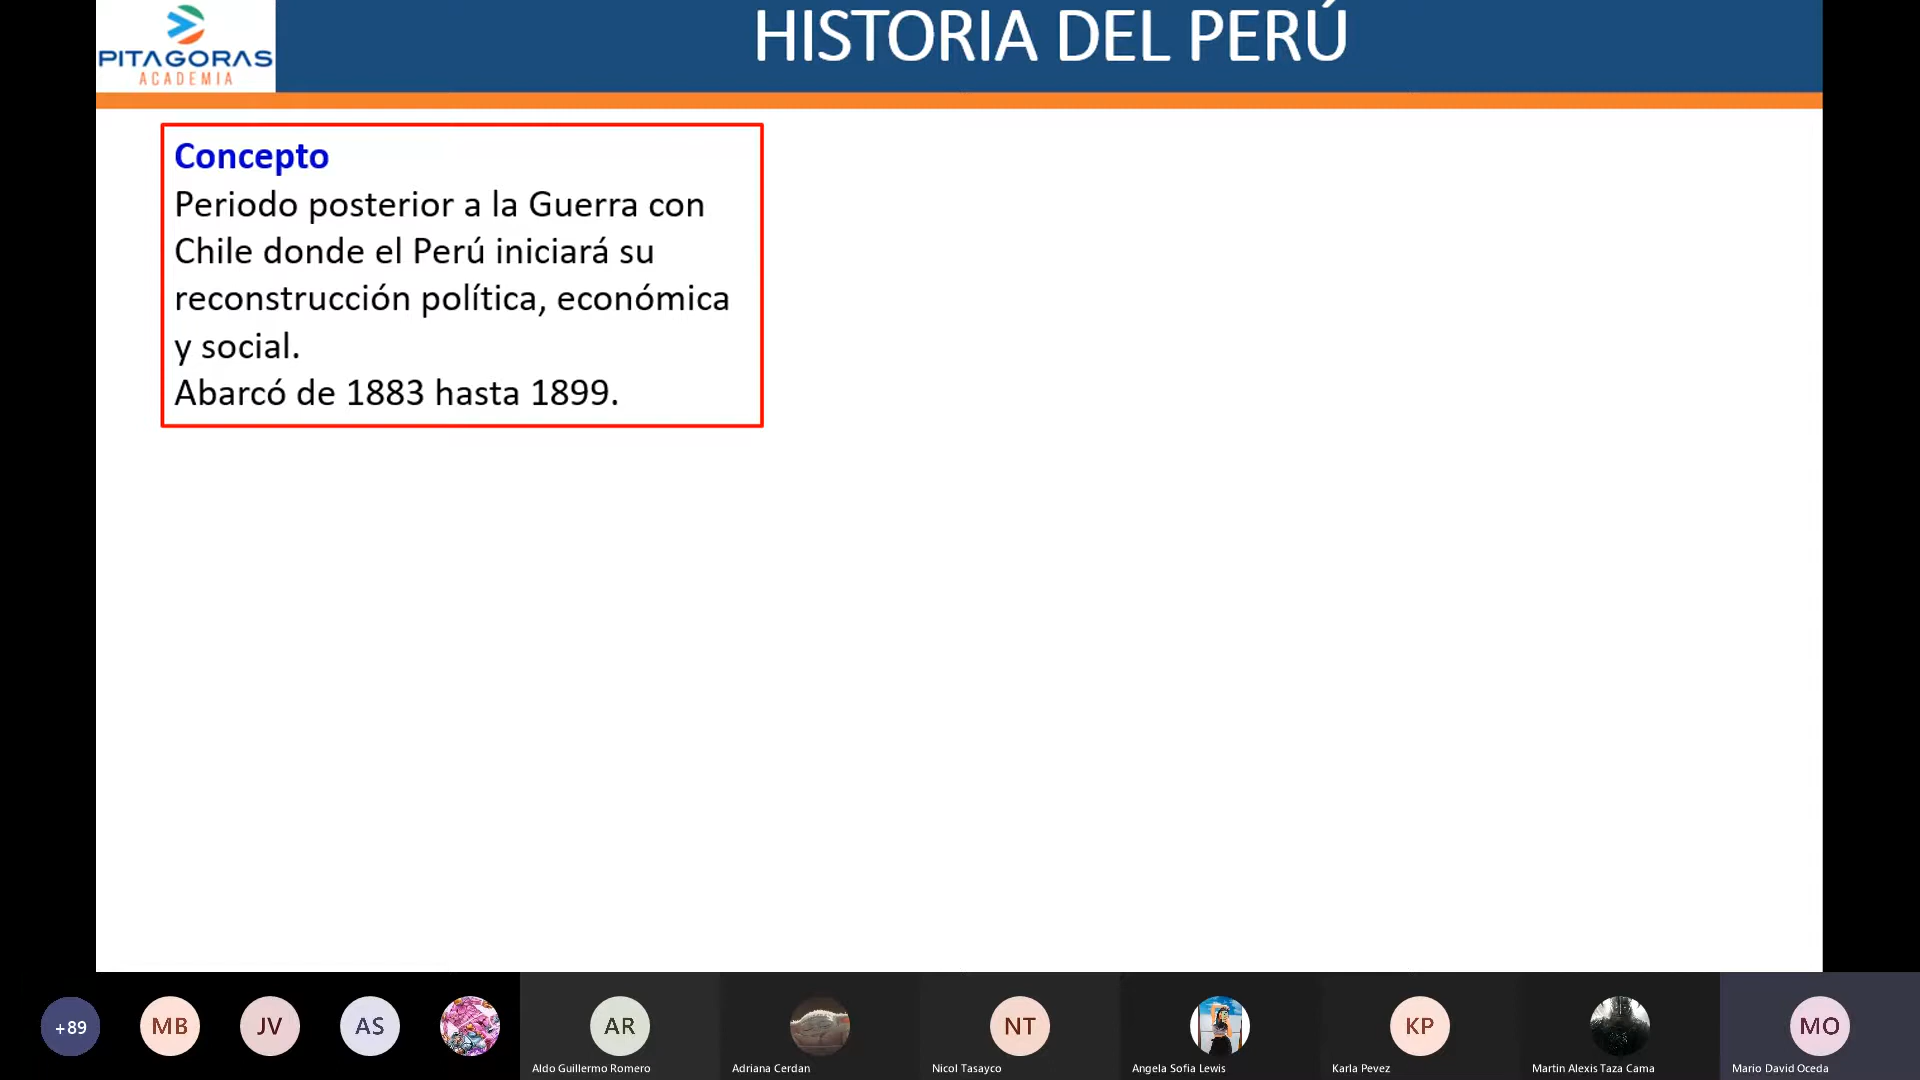 PITAGORAS
ACADEMIA
HISTORIA DEL PERÚ
Concepto
Periodo posterior a la Guerra con
Chile donde el Perú iniciará su
reconstrucción política, económica
y social.
Abarcó de 1883 hasta 1899.
+89
MB
JV
AS
AR
NT
KP
MO
Aldo Guillermo Romero
Adriana Cerdan
Nicol Tasayco
Angela Sofia Lewis
Karla Pevez
Martin Alexis Taza Cama
Mario David Oceda